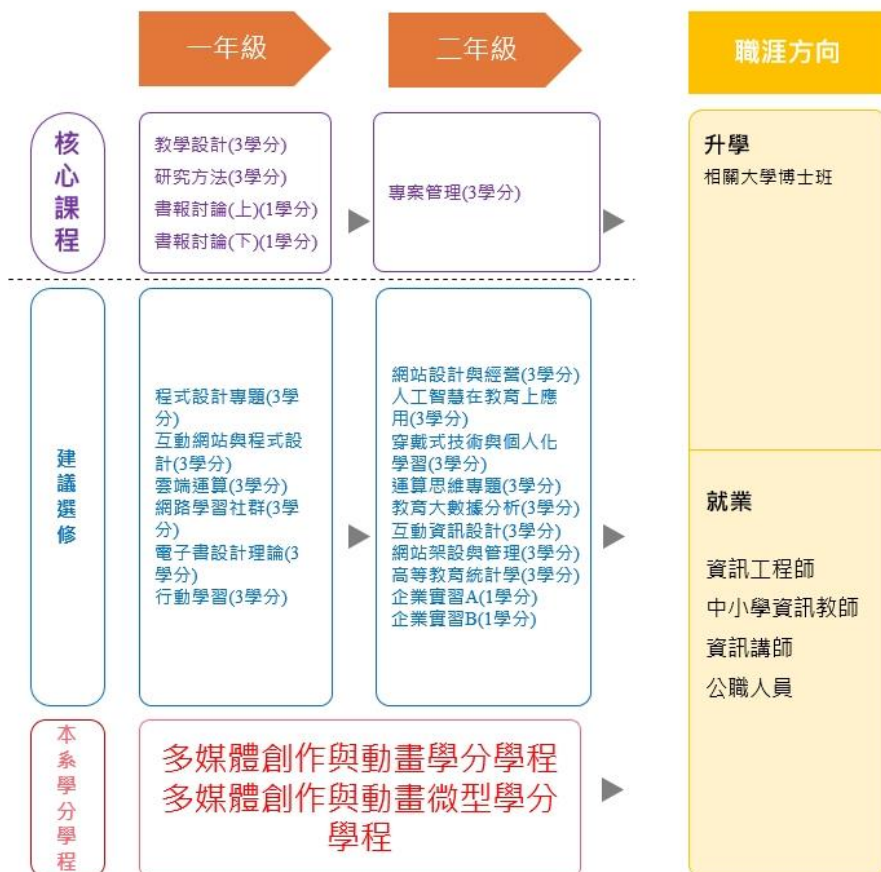 一年級
二年級
職涯方向
核心課程
教學設計(3學分)
研究方法(3學分)
書報討論(上)(1學分)
書報討論(下)(1學分)
專案管理(3學分)
升學
相關大學博士班
建議選修
程式設計專題(3學
分)
互動網站與程式設
計(3學分)
雲端運算(3學分)
網路學習社群(3學
分)
電子書設計理論(3
學分)
行動學習(3學分)
網站設計與經營(3學分)
人工智慧在教育上應
用(3學分)
穿戴式技術與個人化
學習(3學分)
運算思維專題(3學分)
教育大數據分析(3學分)
互動資訊設計(3學分)
網站架設與管理(3學分)
高等教育統計學(3學分)
企業實習A(1學分)
企業實習B(1學分)
就業
資訊工程師
中小學資訊教師
資訊講師
公職人員
本系學分學程
多媒體創作與動畫學分學程
多媒體創作與動畫微型學分
學程